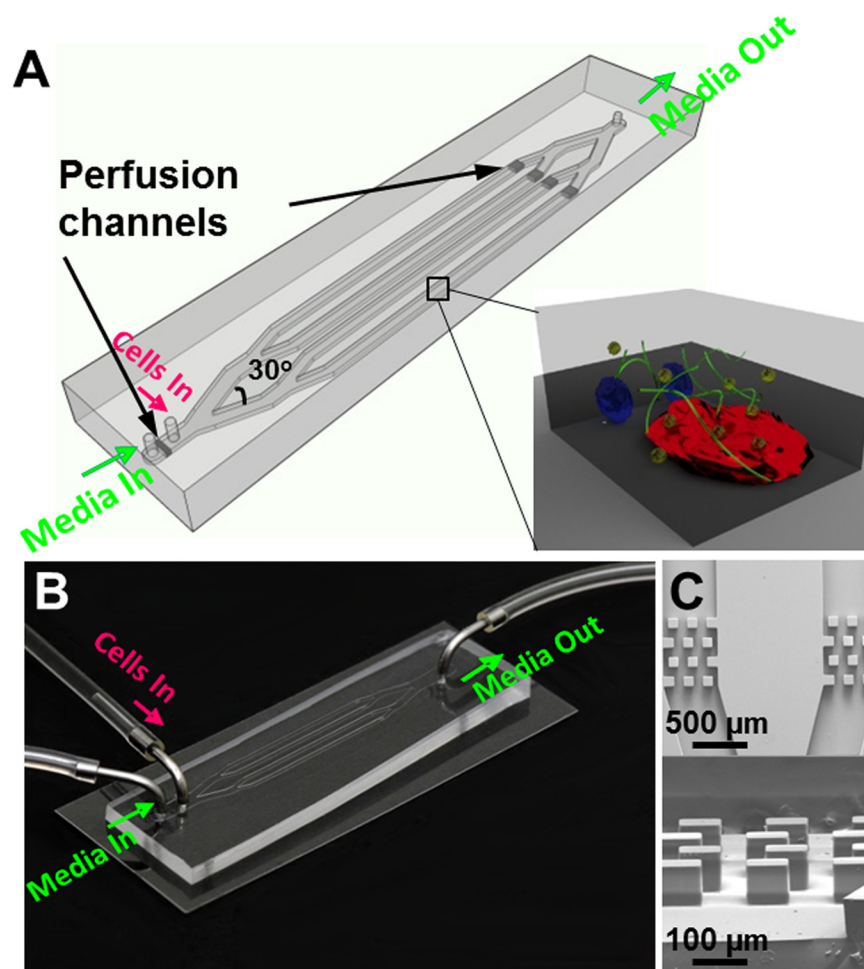 A
Media Out
Perfusion
channels
Cells In
30°
Media In
B
Cells In
Media Out
Media In
C
500 µm
100 µm